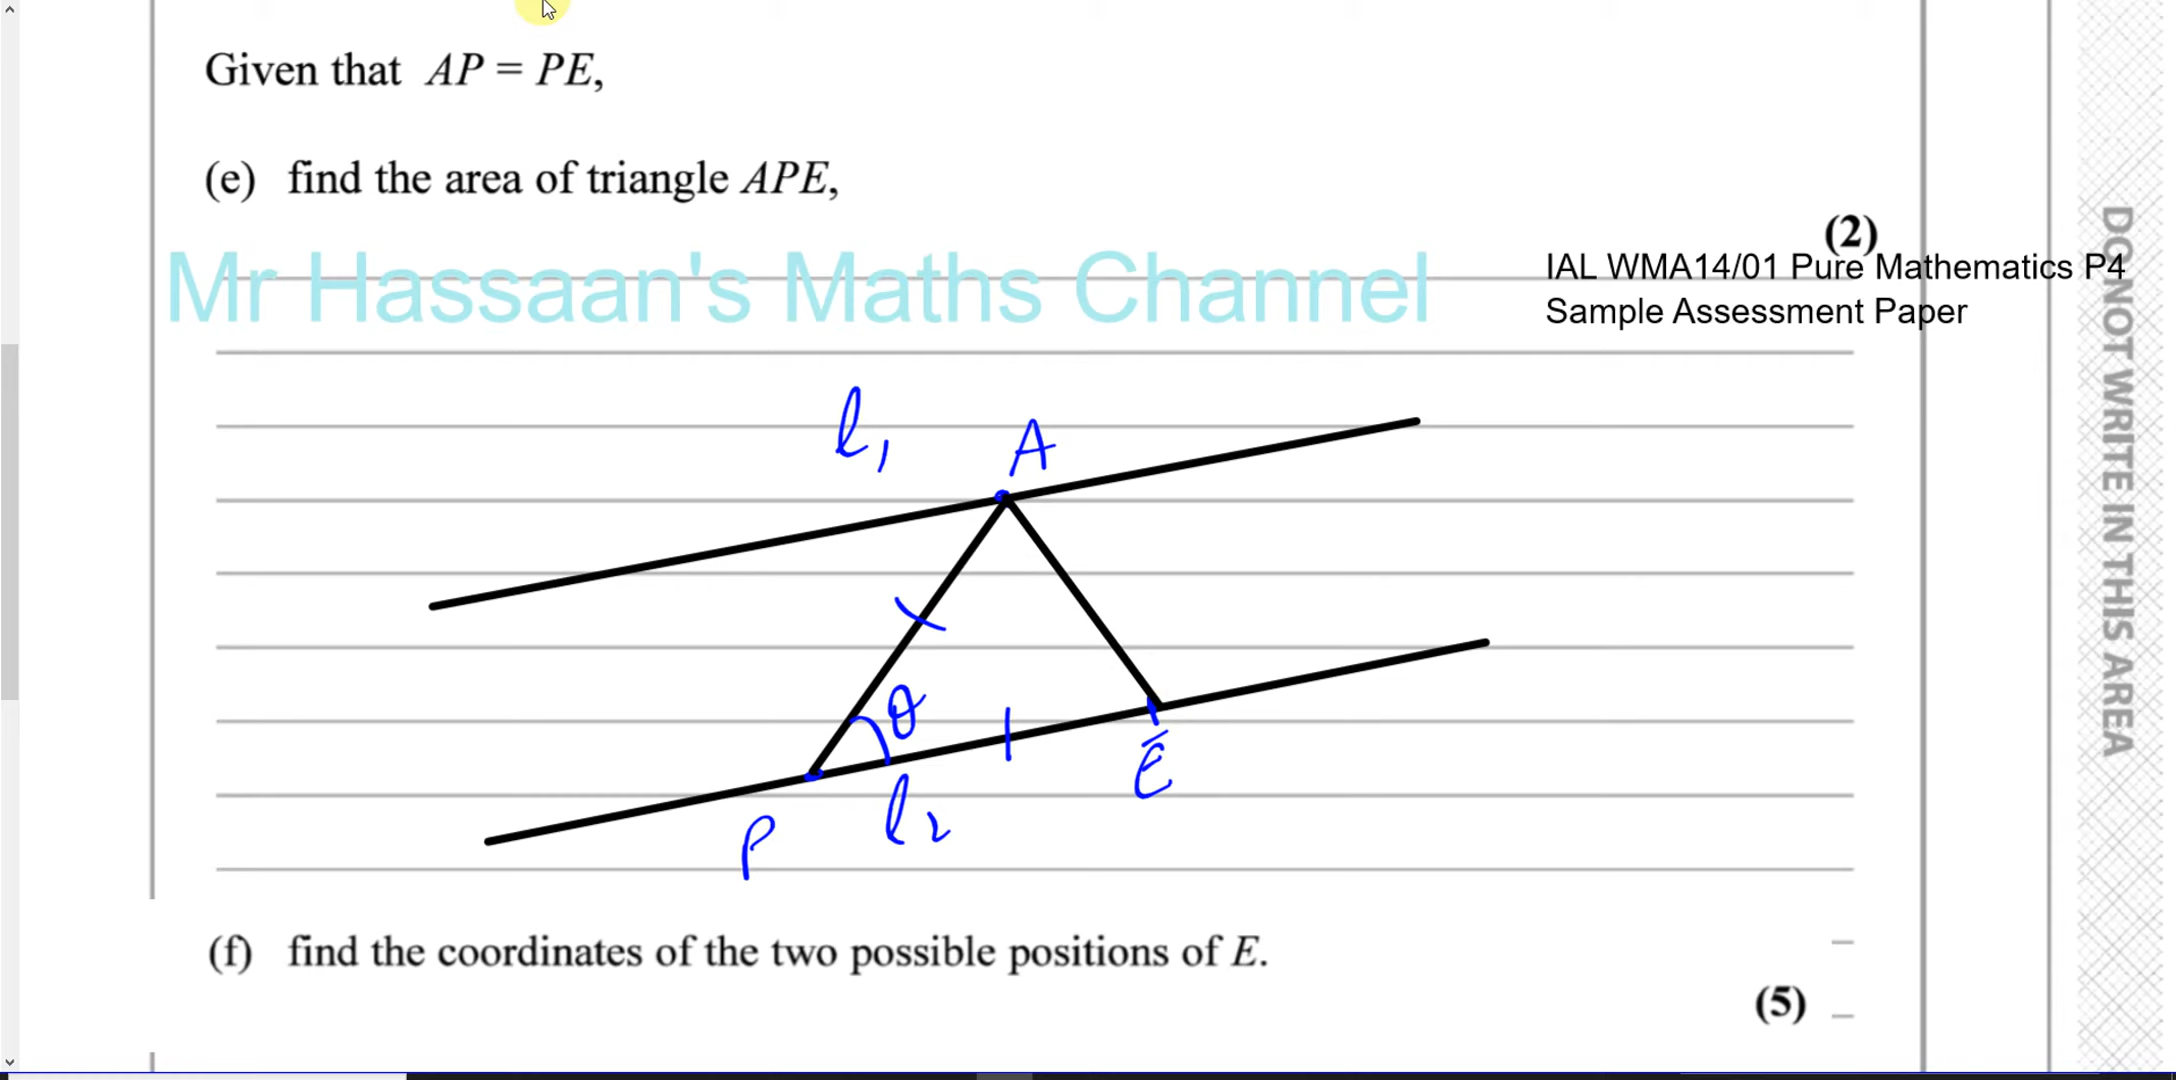 Given that AP = PE,
(e) find the area of triangle APE,
(2)
Mr Hassaan's Maths Channel
IAL WMA14/01 Pure Mathematics P4
Sample Assessment Paper
DO NOT WRITE IN THIS AREA
l₁
A
θ
E
l₂
P
(f) find the coordinates of the two possible positions of E.
(5)